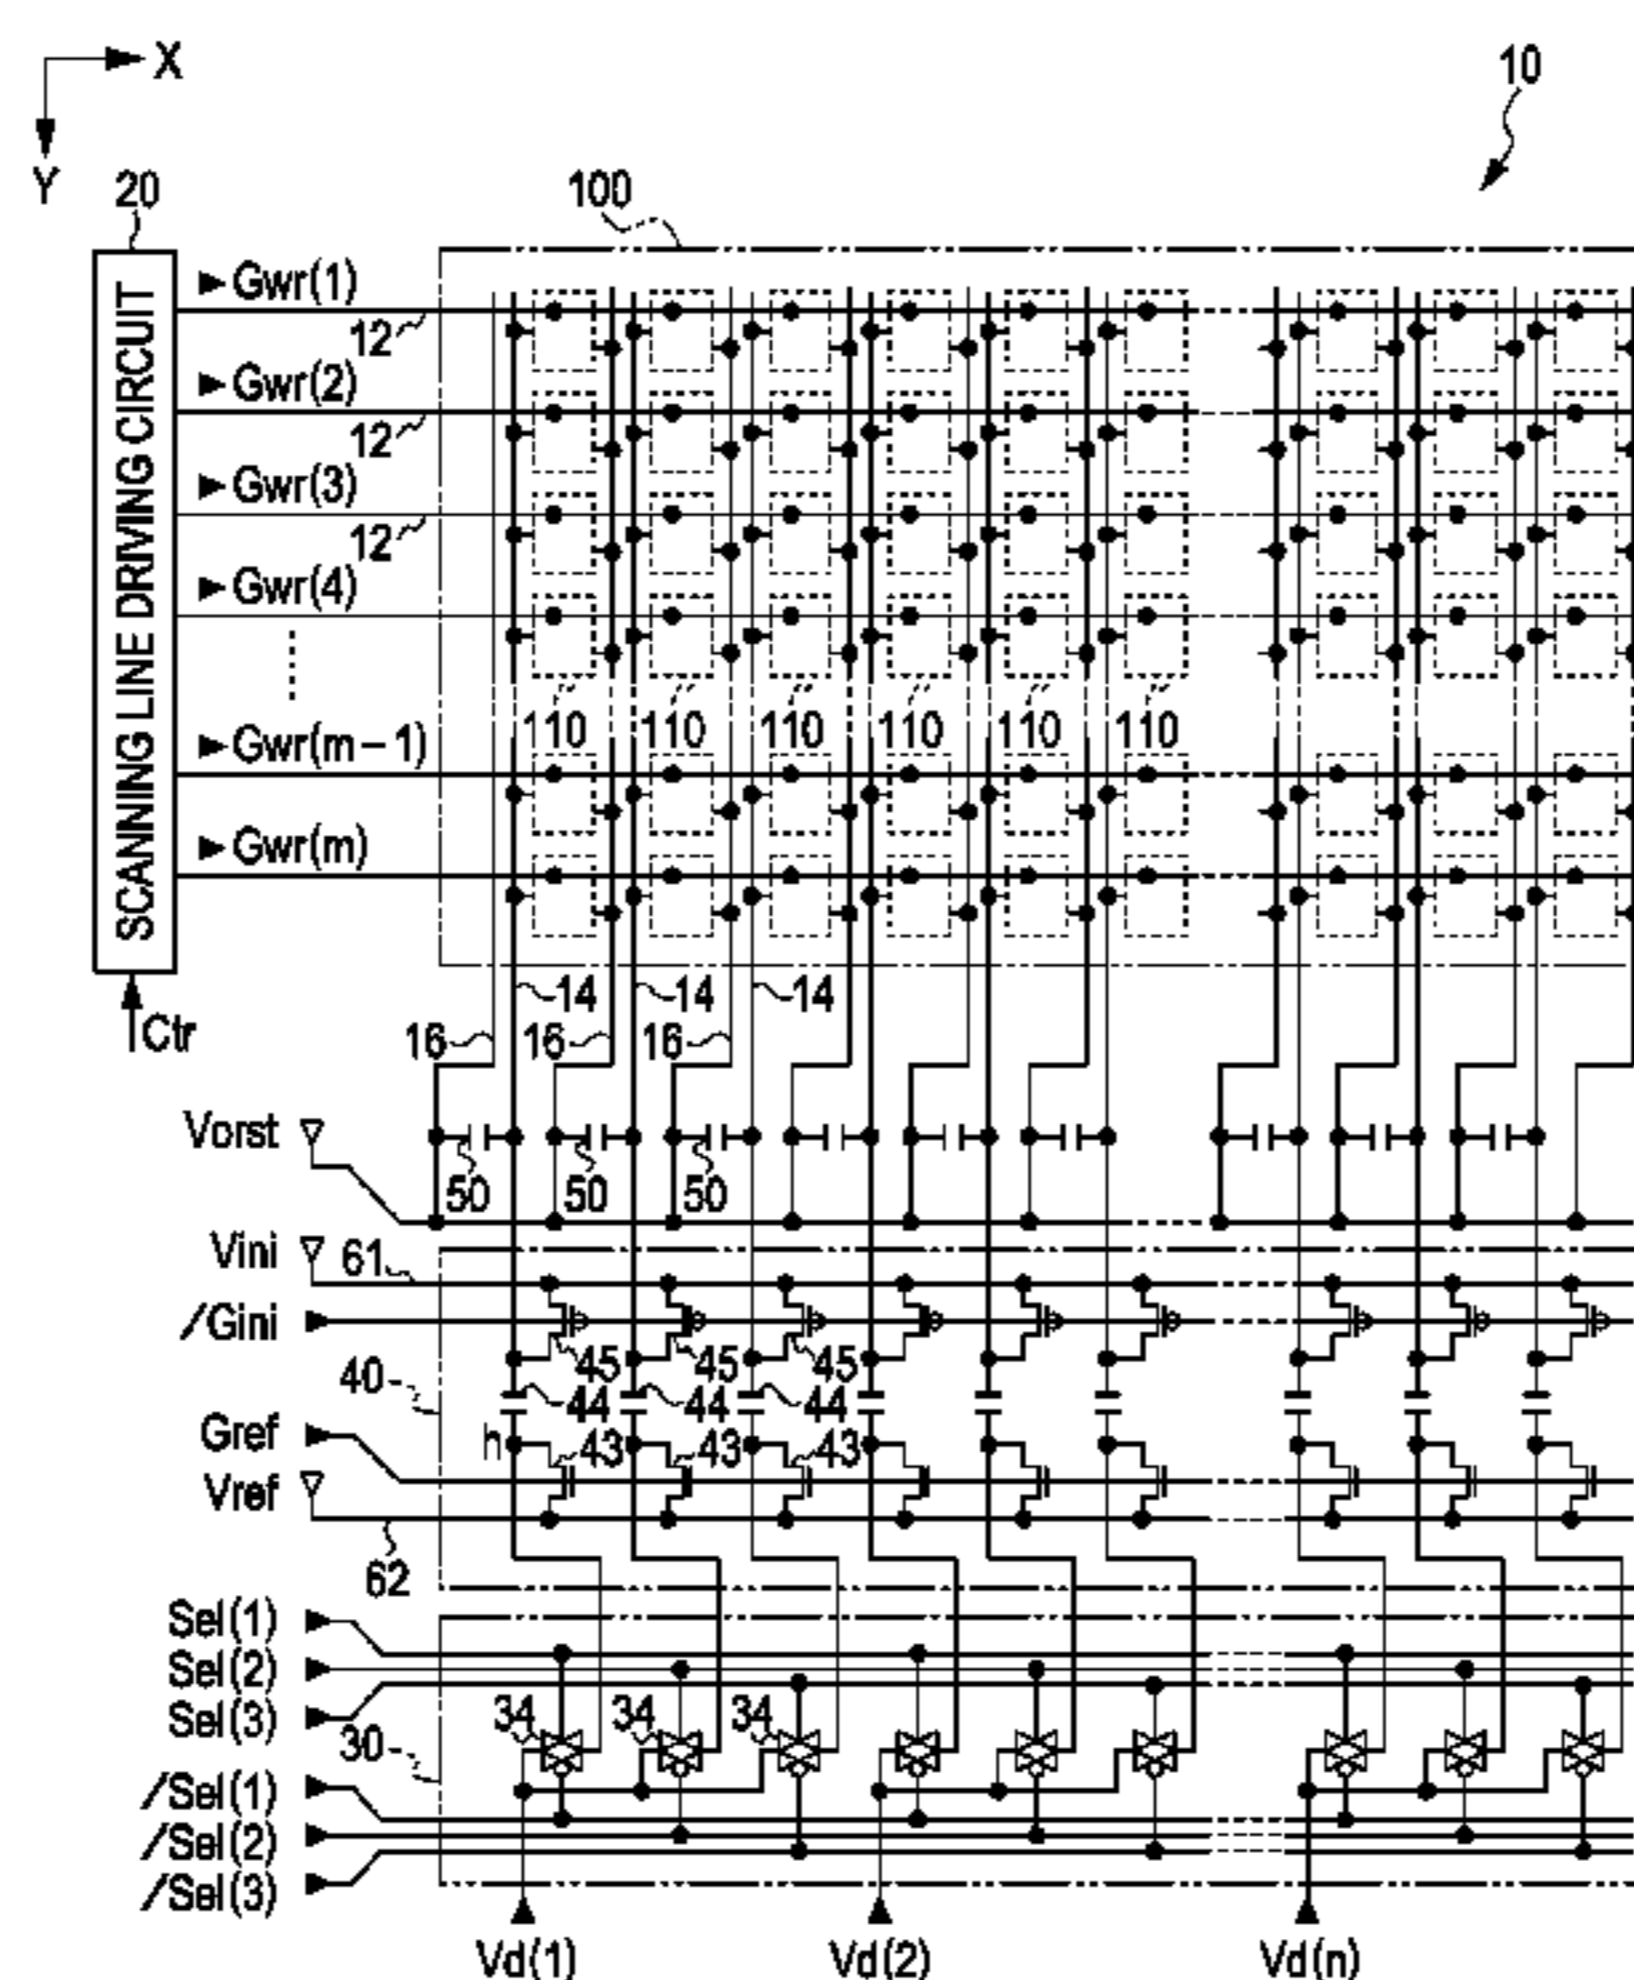 X
10
Y
20
100
SCANNING LINE DRIVING CIRCUIT
Gwr(1)
12
Gwr(2)
12
Gwr(3)
12
Gwr(4)
110 110 110 110 110 110
Gwr(m-1)
Gwr(m)
14 14 14
Ctr
16 16 16
Vorst
50 50 50
Vini
61
/Gini
45 45 45
40
44 44 44
Gref
h
43 43 43
Vref
62
Sel(1)
Sel(2)
Sel(3)
34 34 34
30
/Sel(1)
/Sel(2)
/Sel(3)
Vd(1) Vd(2) Vd(n)